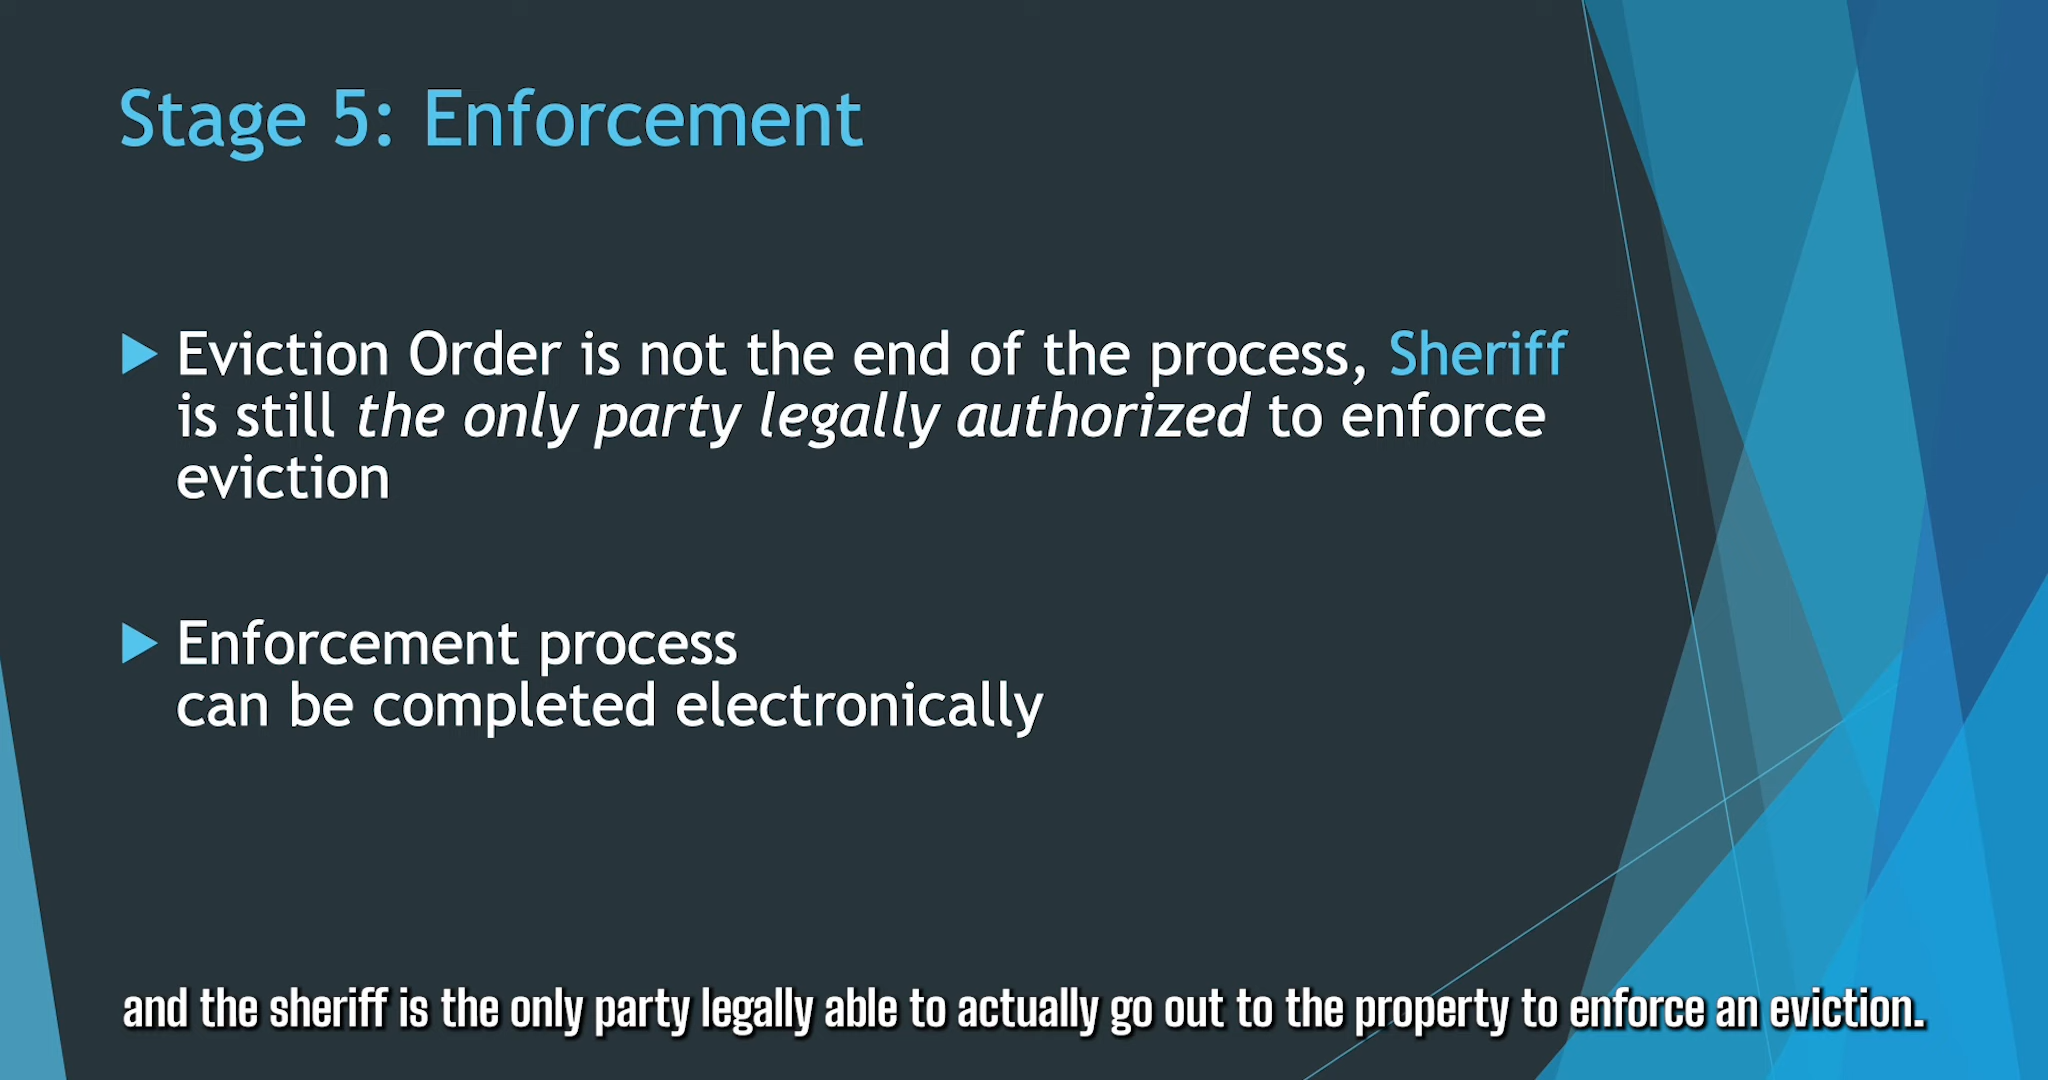 Stage 5: Enforcement
Eviction Order is not the end of the process, Sheriff
is still the only party legally authorized to enforce
eviction
Enforcement process
can be completed electronically
and the sheriff is the only party legally able to actually go out to the property to enforce an eviction.